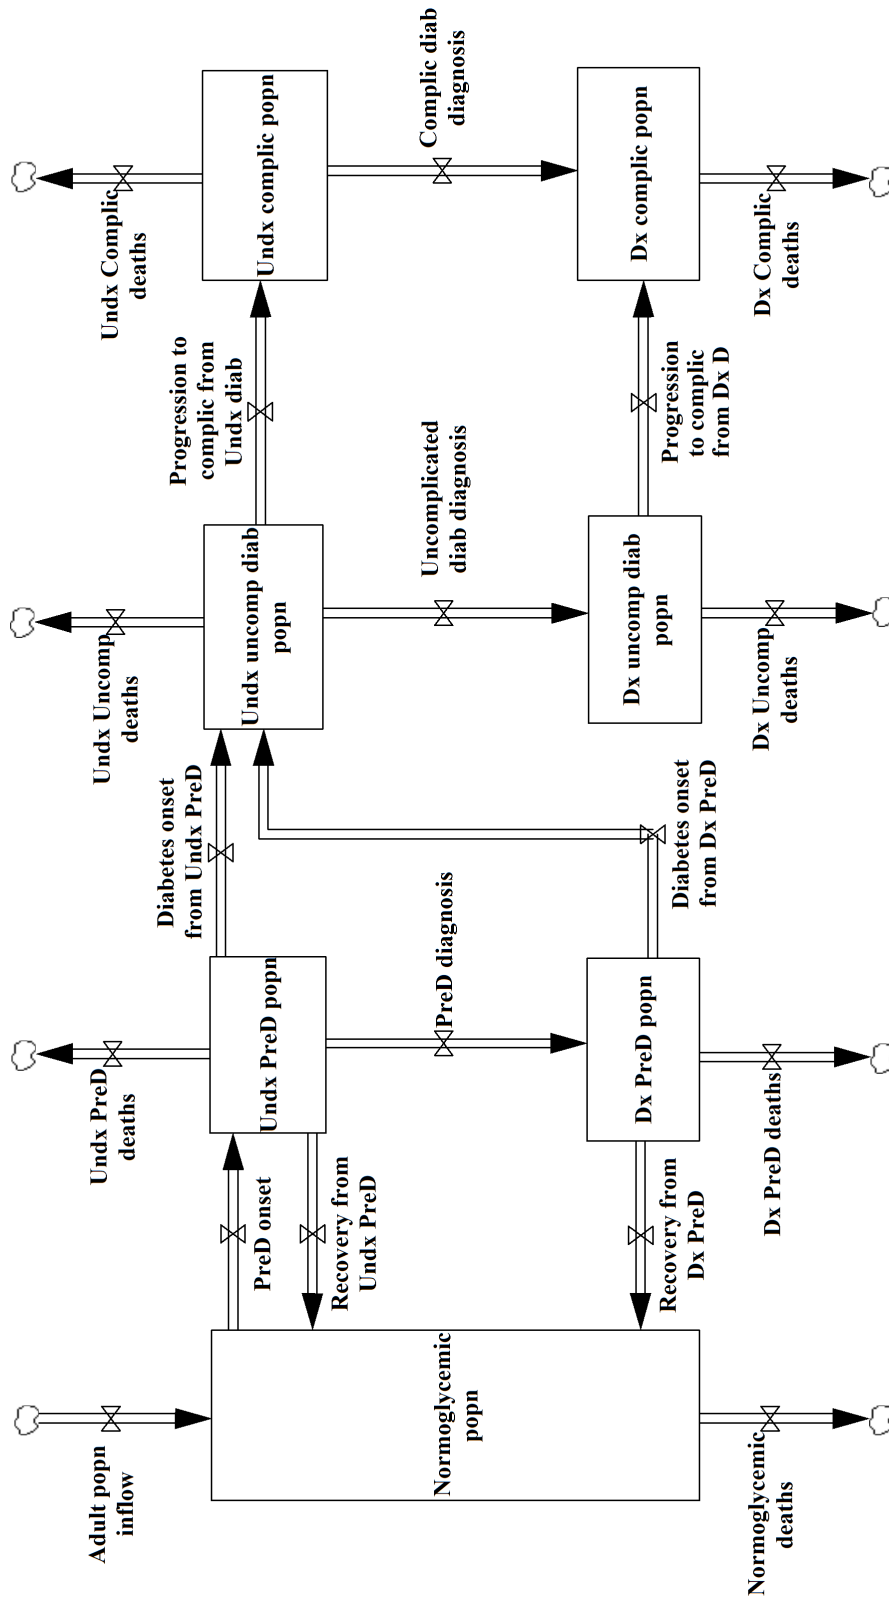 Adult popn
inflow
Undx PreD
deaths
Undx Uncomp
deaths
Undx Complic
deaths
PreD onset
Recovery from
Undx PreD
Undx PreD popn
Diabetes onset
from Undx PreD
Undx uncomp diab
popn
Progression to
complic from
Undx diab
Undx complic popn
Normoglycemic
popn
PreD diagnosis
Uncomplicated
diab diagnosis
Complic diab
diagnosis
Recovery from
Dx PreD
Dx PreD popn
Diabetes onset
from Dx PreD
Dx uncomp diab
popn
Progression
to complic
from Dx D
Dx complic popn
Normoglycemic
deaths
Dx PreD deaths
Dx Uncomp
deaths
Dx Complic
deaths